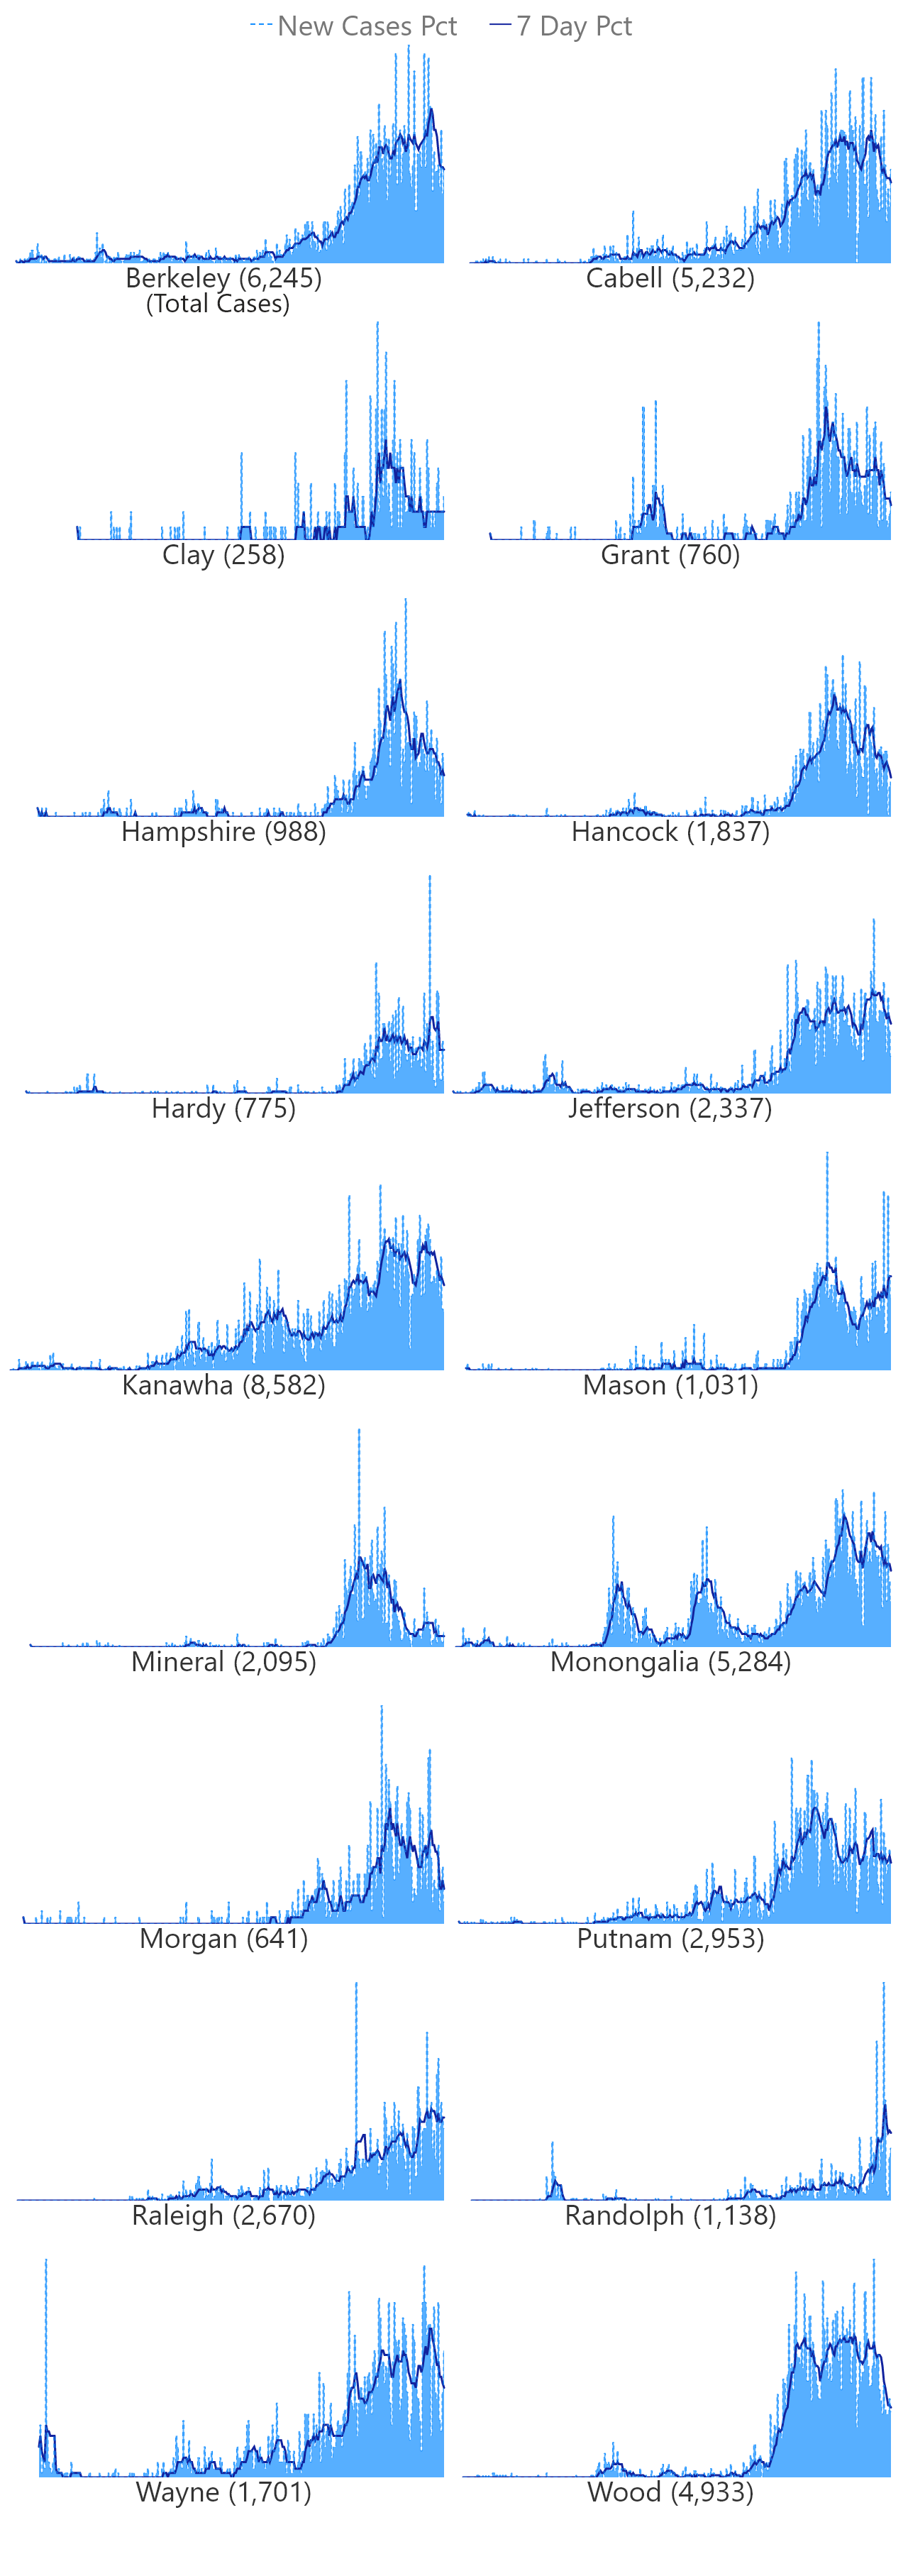 New Cases Pct 7 Day Pct
Berkeley (6,245) Cabell (5,232)
(Total Cases)
Clay (258) Grant (760)
Hampshire (988) Hancock (1,837)
Hardy (775) Jefferson (2,337)
Kanawha (8,582) Mason (1,031)
Mineral (2,095) Monongalia (5,284)
Morgan (641) Putnam (2,953)
Raleigh (2,670) Randolph (1,138)
Wayne (1,701) Wood (4,933)